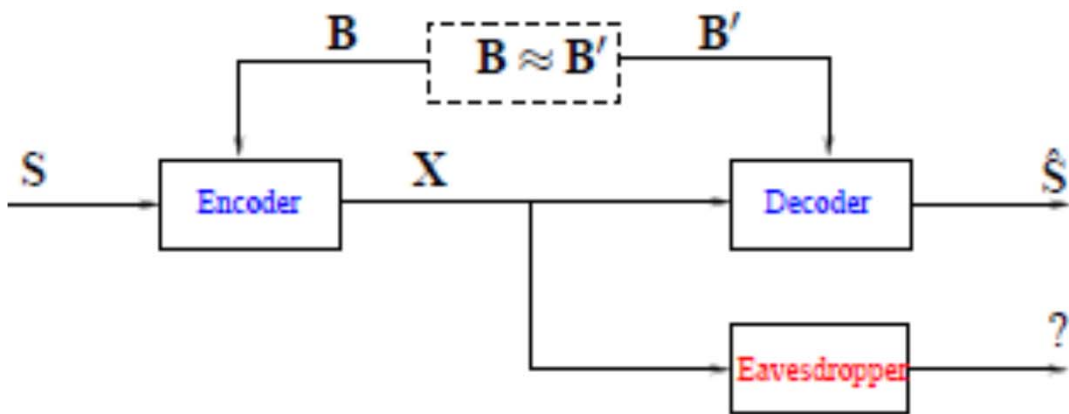 B
B ≈ B′
B′
S
Encoder
X
Decoder
Ŝ
Eavesdropper
?